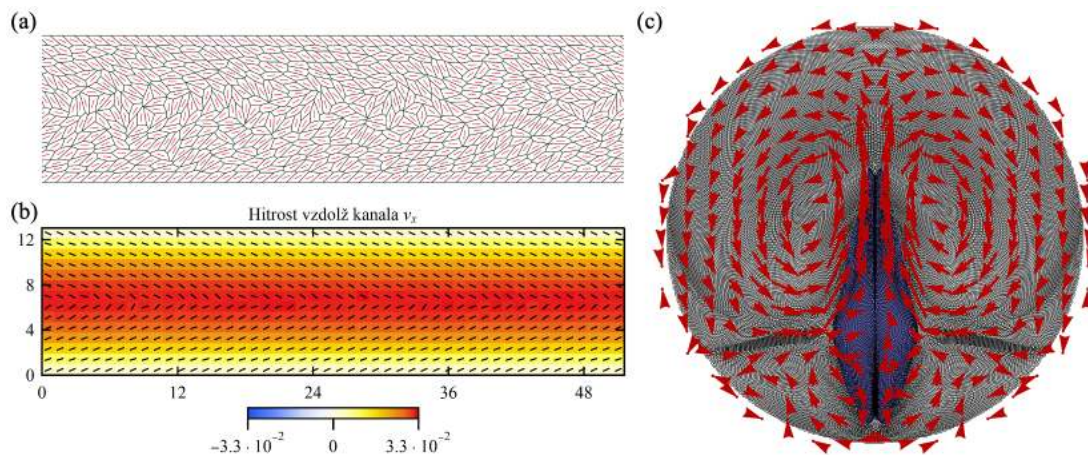 (a)
(b)
Hitrost vzdolž kanala vₓ
12
8
4
0
0 12 24 36 48
−3.3 · 10⁻² 0 3.3 · 10⁻²
(c)